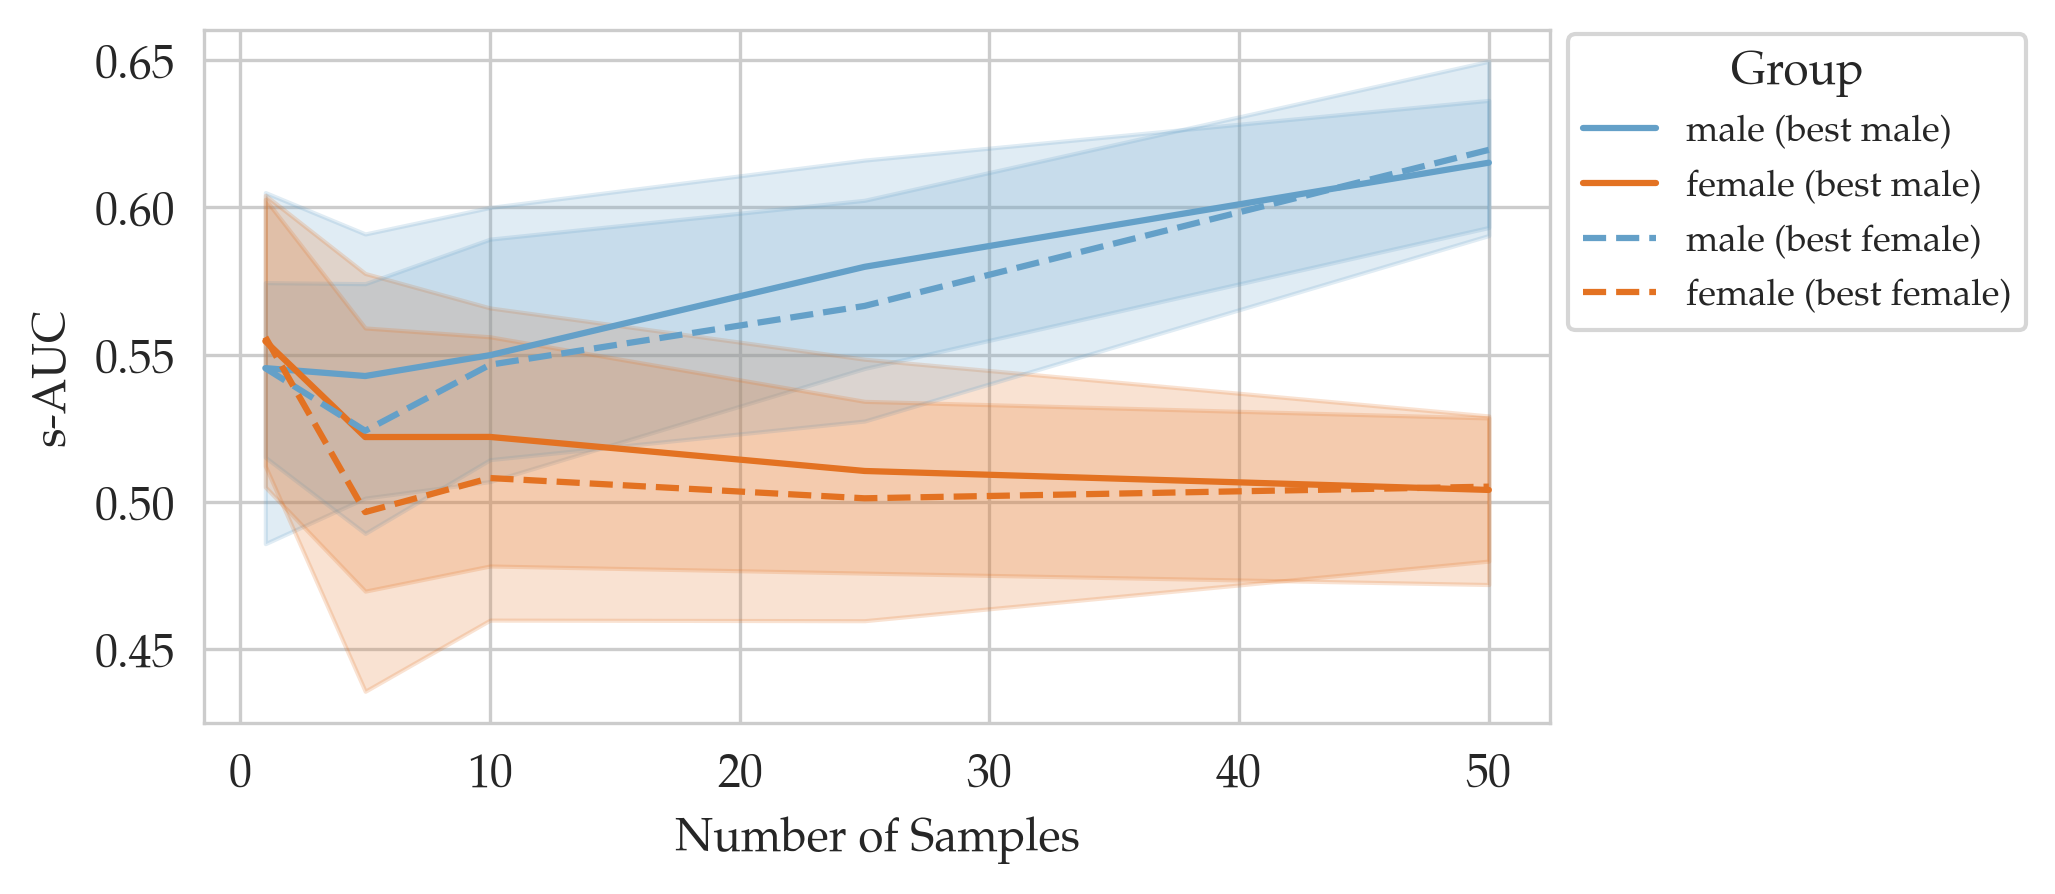 0.65
0.60
0.55
0.50
0.45
s-AUC
0
10
20
30
40
50
Number of Samples
Group
male (best male)
female (best male)
male (best female)
female (best female)